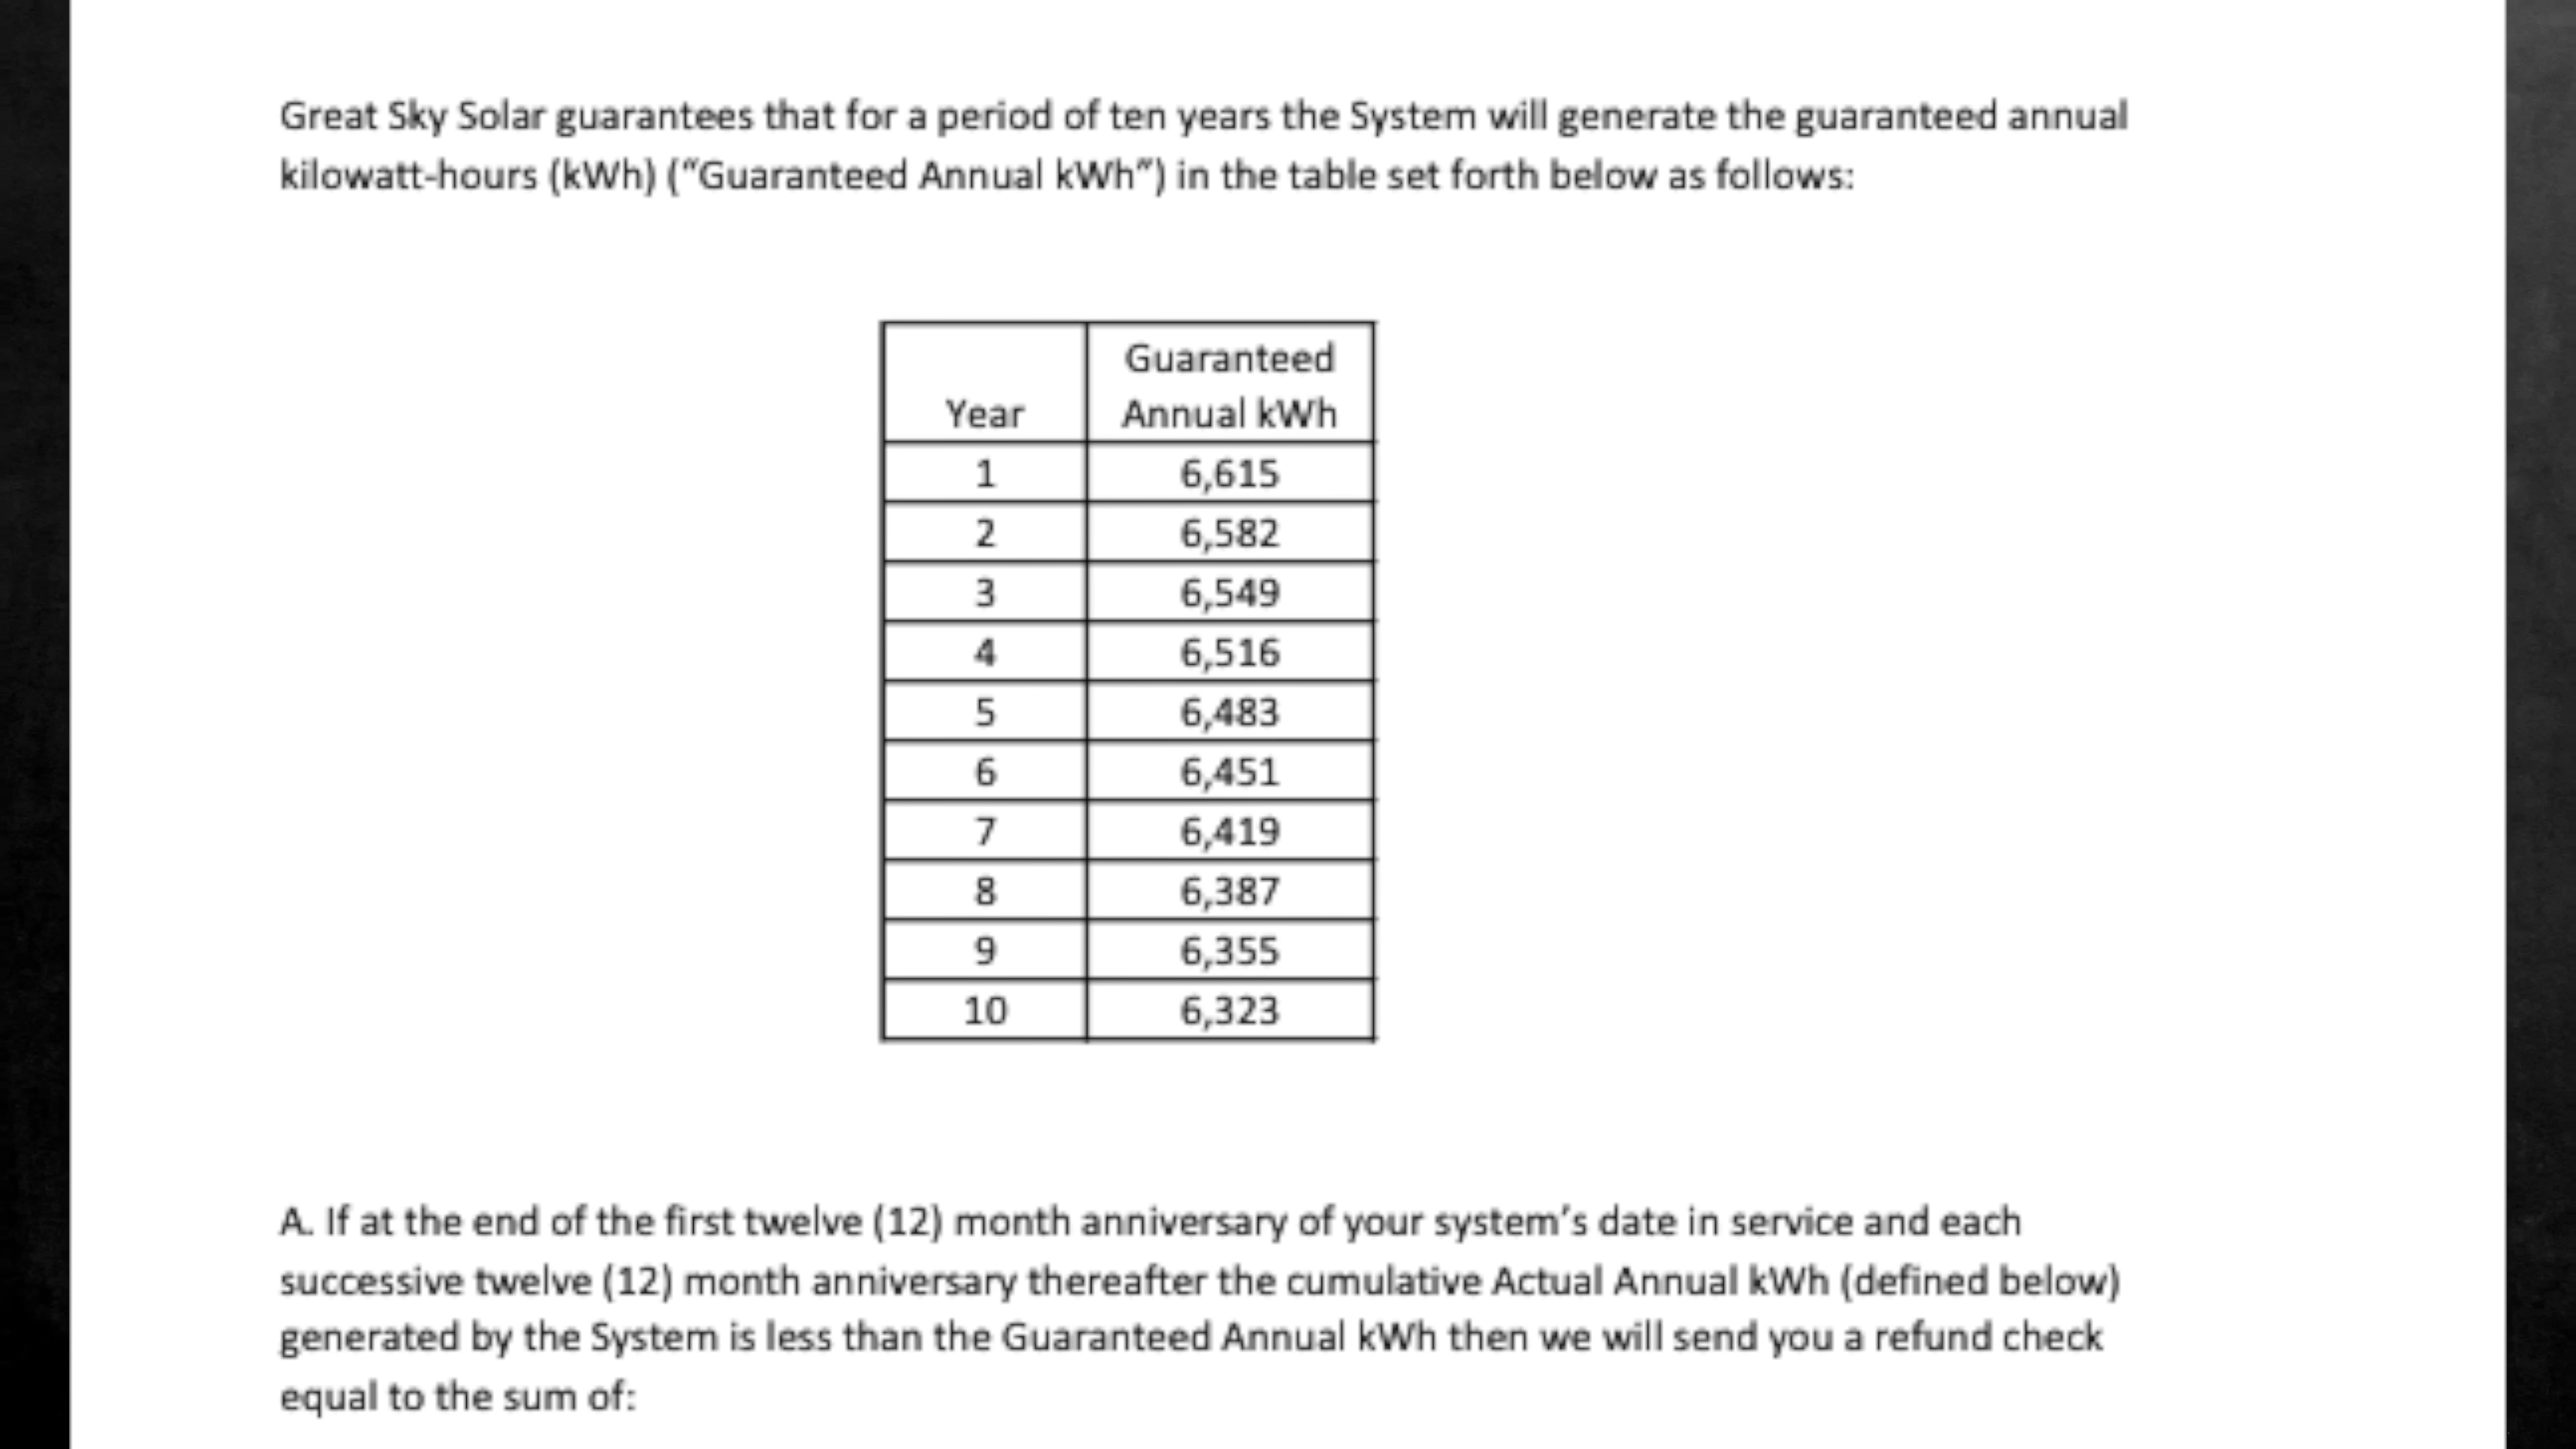 Great Sky Solar guarantees that for a period of ten years the System will generate the guaranteed annual
kilowatt-hours (kWh) (“Guaranteed Annual kWh”) in the table set forth below as follows:
Year Guaranteed Annual kWh
1 6,615
2 6,582
3 6,549
4 6,516
5 6,483
6 6,451
7 6,419
8 6,387
9 6,355
10 6,323
A. If at the end of the first twelve (12) month anniversary of your system’s date in service and each
successive twelve (12) month anniversary thereafter the cumulative Actual Annual kWh (defined below)
generated by the System is less than the Guaranteed Annual kWh then we will send you a refund check
equal to the sum of: